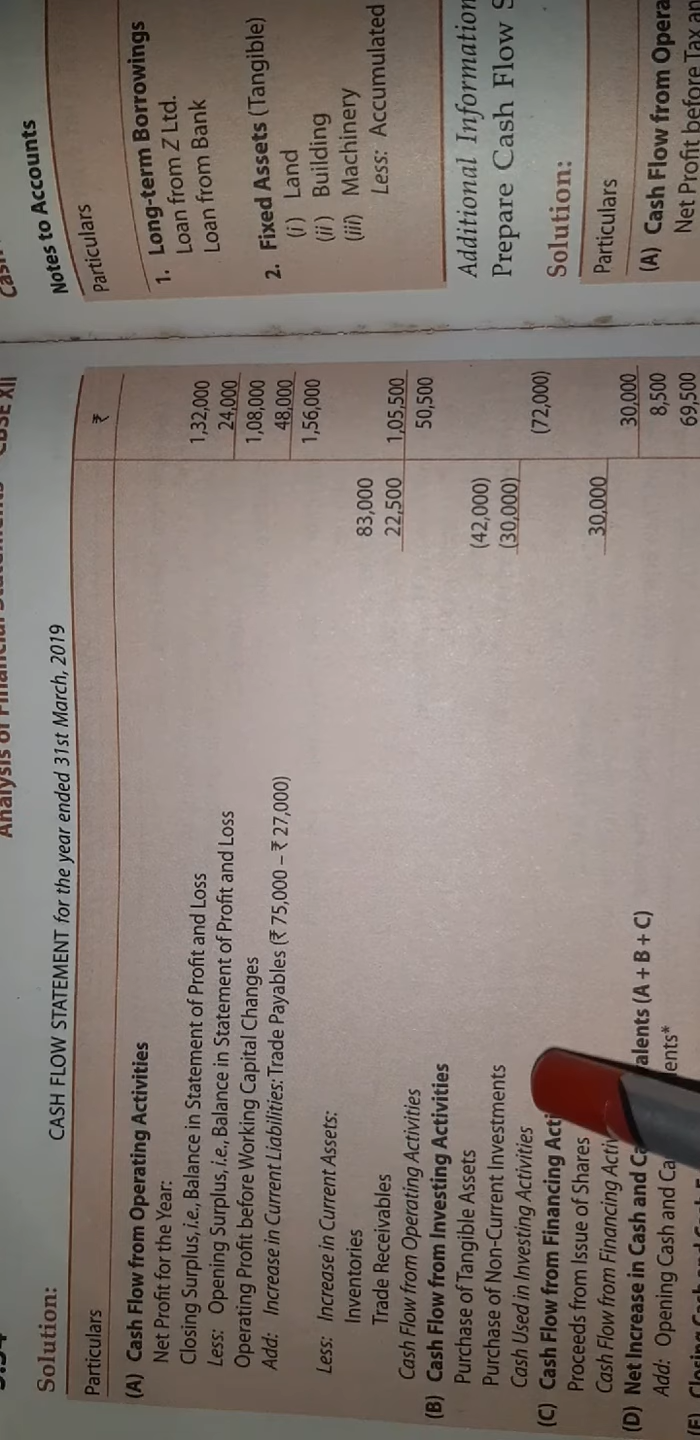 Analysis of Financial Statements CBSE XII
Solution:
CASH FLOW STATEMENT for the year ended 31st March, 2019
Particulars ₹
(A) Cash Flow from Operating Activities
Net Profit for the Year:
Closing Surplus, i.e., Balance in Statement of Profit and Loss 1,32,000
Less: Opening Surplus, i.e., Balance in Statement of Profit and Loss 24,000
Operating Profit before Working Capital Changes 1,08,000
Add: Increase in Current Liabilities: Trade Payables (₹ 75,000 – ₹ 27,000) 48,000
1,56,000
Less: Increase in Current Assets:
Inventories 83,000
Trade Receivables 22,500 1,05,500
Cash Flow from Operating Activities 50,500
(B) Cash Flow from Investing Activities
Purchase of Tangible Assets (42,000)
Purchase of Non-Current Investments (30,000)
Cash Used in Investing Activities (72,000)
(C) Cash Flow from Financing Acti
Proceeds from Issue of Shares 30,000
Cash Flow from Financing Activ 30,000
(D) Net Increase in Cash and Ca alents (A + B + C) 8,500
Add: Opening Cash and Ca ents* 69,500
Cash
Notes to Accounts
Particulars
1. Long-term Borrowings
Loan from Z Ltd.
Loan from Bank
2. Fixed Assets (Tangible)
(i) Land
(ii) Building
(iii) Machinery
Less: Accumulated
Additional Information
Prepare Cash Flow S
Solution:
Particulars
(A) Cash Flow from Opera
Net Profit before Tax an